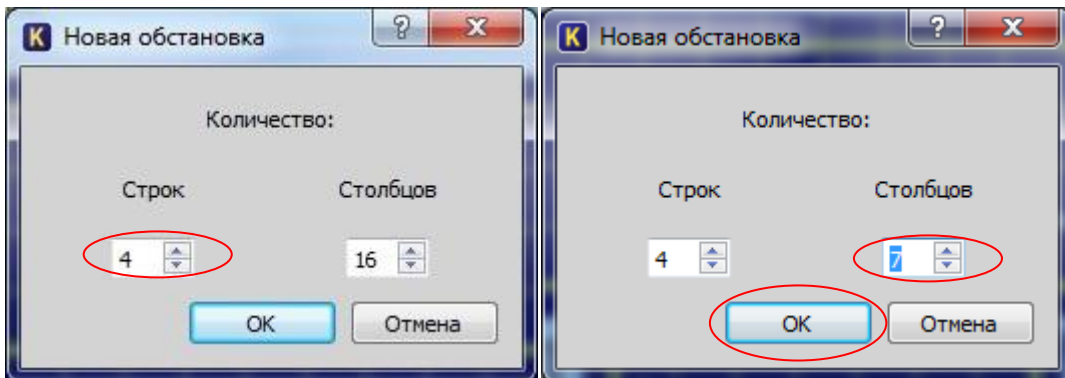 K Новая обстановка ? X
Количество:
Строк Столбцов
4 16
OK Отмена
K Новая обстановка ? X
Количество:
Строк Столбцов
4 7
OK Отмена